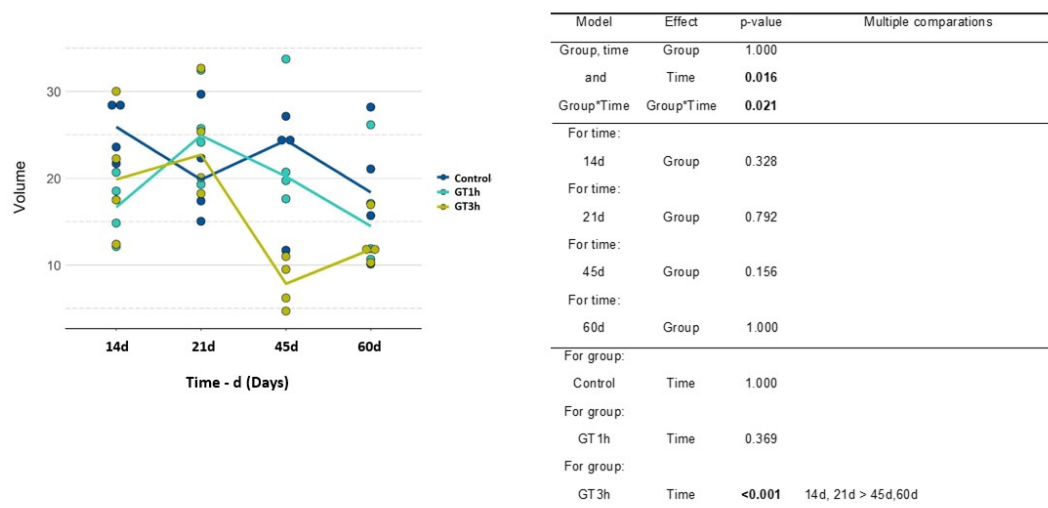 Volume
30
20
10
14d 21d 45d 60d
Time - d (Days)
Control
GT1h
GT3h
Model Effect p-value Multiple comparations
Group, time Group 1.000
and Time 0.016
Group*Time Group*Time 0.021
For time:
14d Group 0.328
For time:
21d Group 0.792
For time:
45d Group 0.156
For time:
60d Group 1.000
For group:
Control Time 1.000
For group:
GT1h Time 0.369
For group:
GT3h Time <0.001 14d, 21d > 45d,60d